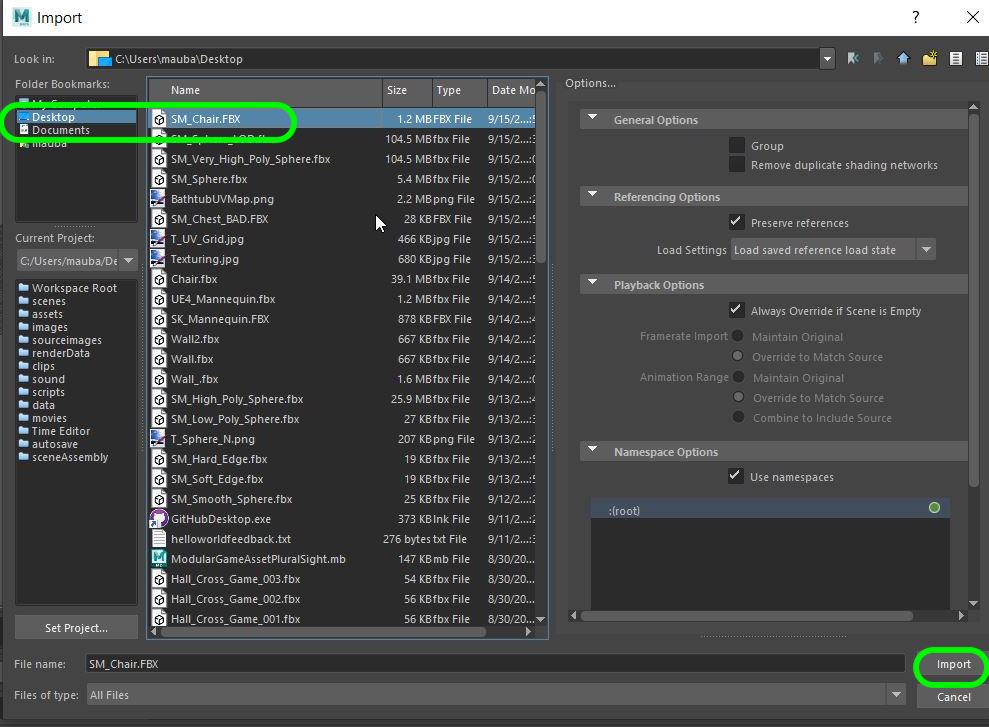 Import
Look in: C:\Users\mauba\Desktop
Folder Bookmarks:
Desktop
Documents
mauba
Current Project:
C:/Users/mauba/De
Workspace Root
scenes
assets
images
sourceimages
renderData
clips
sound
scripts
data
movies
Time Editor
autosave
sceneAssembly
Set Project...
Name Size Type Date Mo
SM_Chair.FBX 1.2 MB FBX File 9/15/2...:5
104.5 MB fbx File 9/15/2...:
SM_Very_High_Poly_Sphere.fbx 104.5 MB fbx File 9/15/2...:0
SM_Sphere.fbx 5.4 MB fbx File 9/15/2...:
BathtubUVMap.png 2.2 MB png File 9/15/2...:
SM_Chest_BAD.FBX 28 KB FBX File 9/15/2...:5
T_UV_Grid.jpg 466 KB jpg File 9/15/2...:
Texturing.jpg 680 KB jpg File 9/15/2...:
Chair.fbx 39.1 MB fbx File 9/14/2...:5
UE4_Mannequin.fbx 1.2 MB fbx File 9/14/2...:5
SK_Mannequin.FBX 878 KB FBX File 9/14/2...:
Wall2.fbx 667 KB fbx File 9/14/2...:
Wall.fbx 667 KB fbx File 9/14/2...:
Wall_.fbx 1.6 MB fbx File 9/14/2...:
SM_High_Poly_Sphere.fbx 25.9 MB fbx File 9/13/2...:4
SM_Low_Poly_Sphere.fbx 27 KB fbx File 9/13/2...:
T_Sphere_N.png 207 KB png File 9/13/2...:
SM_Hard_Edge.fbx 19 KB fbx File 9/13/2...:
SM_Soft_Edge.fbx 19 KB fbx File 9/13/2...:
SM_Smooth_Sphere.fbx 25 KB fbx File 9/12/2...:
GitHubDesktop.exe 373 KB lnk File 9/11/2...:
helloworldfeedback.txt 276 bytes txt File 9/11/2...:
ModularGameAssetPluralSight.mb 147 KB mb File 8/30/20...
Hall_Cross_Game_003.fbx 54 KB fbx File 8/30/20...
Hall_Cross_Game_002.fbx 56 KB fbx File 8/30/20...
Hall_Cross_Game_001.fbx 56 KB fbx File 8/30/20...
Options...
General Options
Group
Remove duplicate shading networks
Referencing Options
Preserve references
Load Settings Load saved reference load state
Playback Options
Always Override if Scene is Empty
Framerate Import Maintain Original
Override to Match Source
Animation Range Maintain Original
Override to Match Source
Combine to Include Source
Namespace Options
Use namespaces
:(root)
File name: SM_Chair.FBX
Import
Files of type: All Files
Cancel